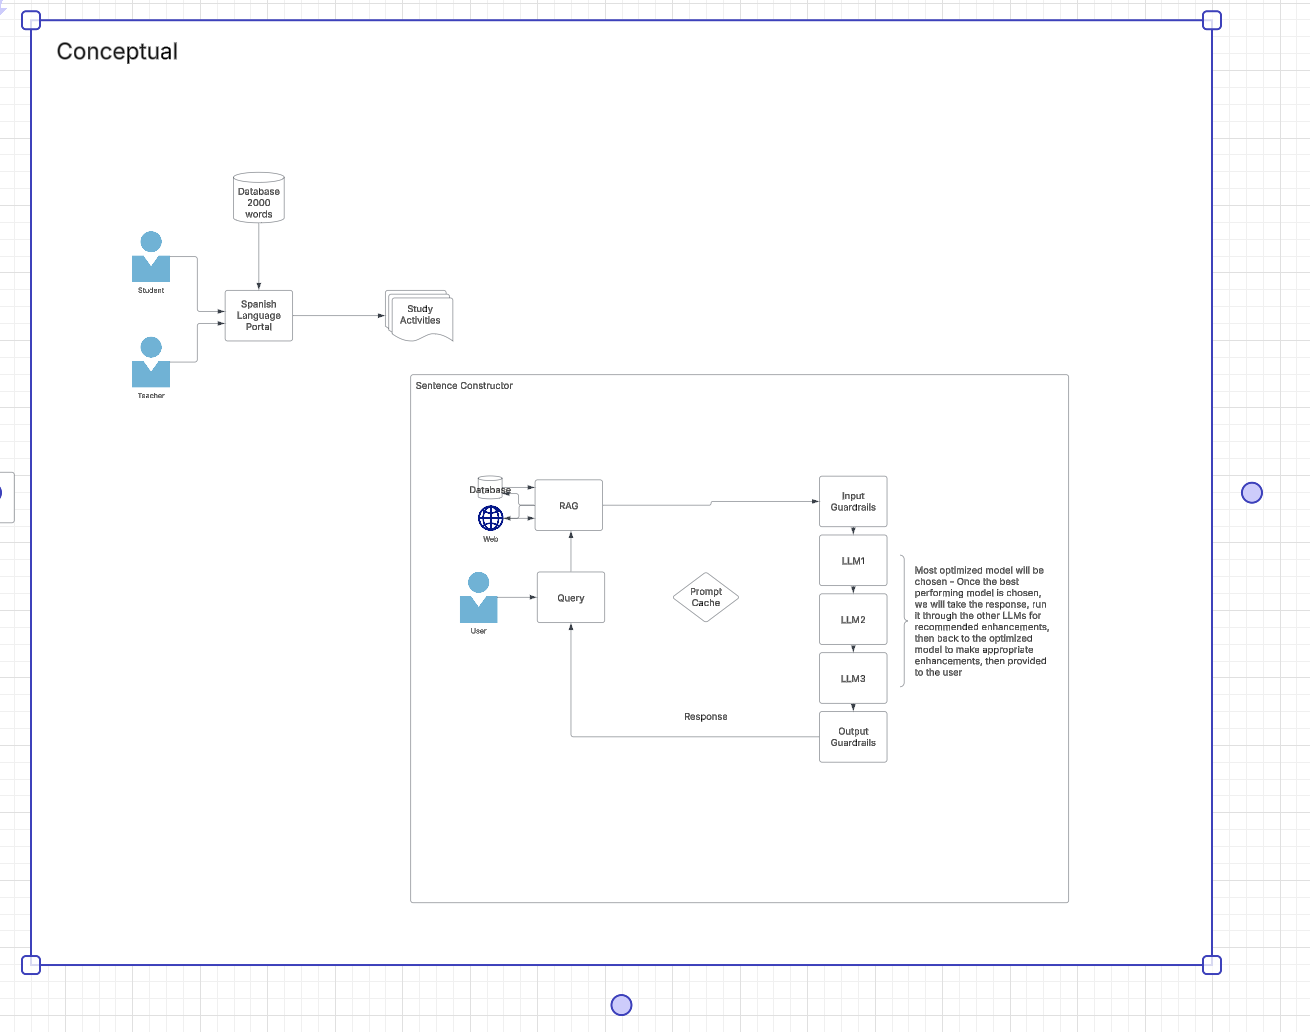 Conceptual
Database
2000
words
Student
Spanish
Language
Portal
Study
Activities
Teacher
Sentence Constructor
Database
RAG
Web
Input
Guardrails
LLM1
Query
User
Prompt
Cache
LLM2
LLM3
Most optimized model will be
chosen - Once the best
performing model is chosen,
we will take the response, run
it through the other LLMs for
recommended enhancements,
then back to the optimized
model to make appropriate
enhancements, then provided
to the user
Response
Output
Guardrails